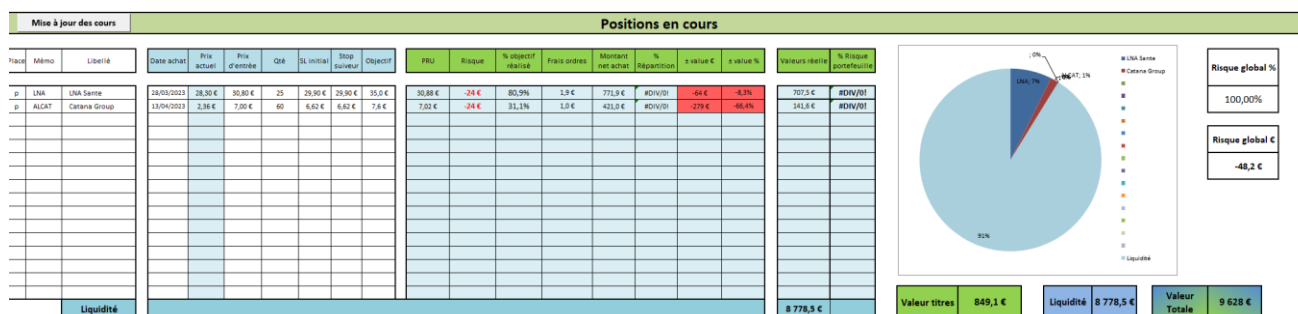 Mise à jour des cours
Positions en cours
Place Mémo Libellé Date achat Prix actuel Prix d'entrée Qté SL initial Stop suiveur Objectif PRU Risque % objectif réalisé Frais ordres Montant net achat % Répartition ± value € ± value % Valeurs réelle % Risque portefeuille
p LNA LNA Sante 28/03/2023 28,30 € 30,80 € 25 29,90 € 29,90 € 35,0 € 30,88 € -24 € 80,9% 1,9 € 771,9 € #DIV/0! -64 € -8,3% 707,5 € #DIV/0!
p ALCAT Catana Group 13/04/2023 2,36 € 7,00 € 60 6,62 € 6,62 € 7,6 € 7,02 € -24 € 31,1% 1,0 € 421,0 € #DIV/0! -279 € -66,4% 141,6 € #DIV/0!
Liquidité 8 778,5 €
; 0%
LNA; 7%
ALCAT; 1%
91%
LNA Sante
Catana Group
Liquidité
Risque global %
100,00%
Risque global €
-48,2 €
Valeur titres 849,1 € Liquidité 8 778,5 € Valeur Totale 9 628 €